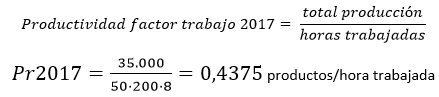 Productividad factor trabajo 2017 = total producción / horas trabajadas
Pr2017 = 35.000 / 50·200·8 = 0,4375 productos/hora trabajada